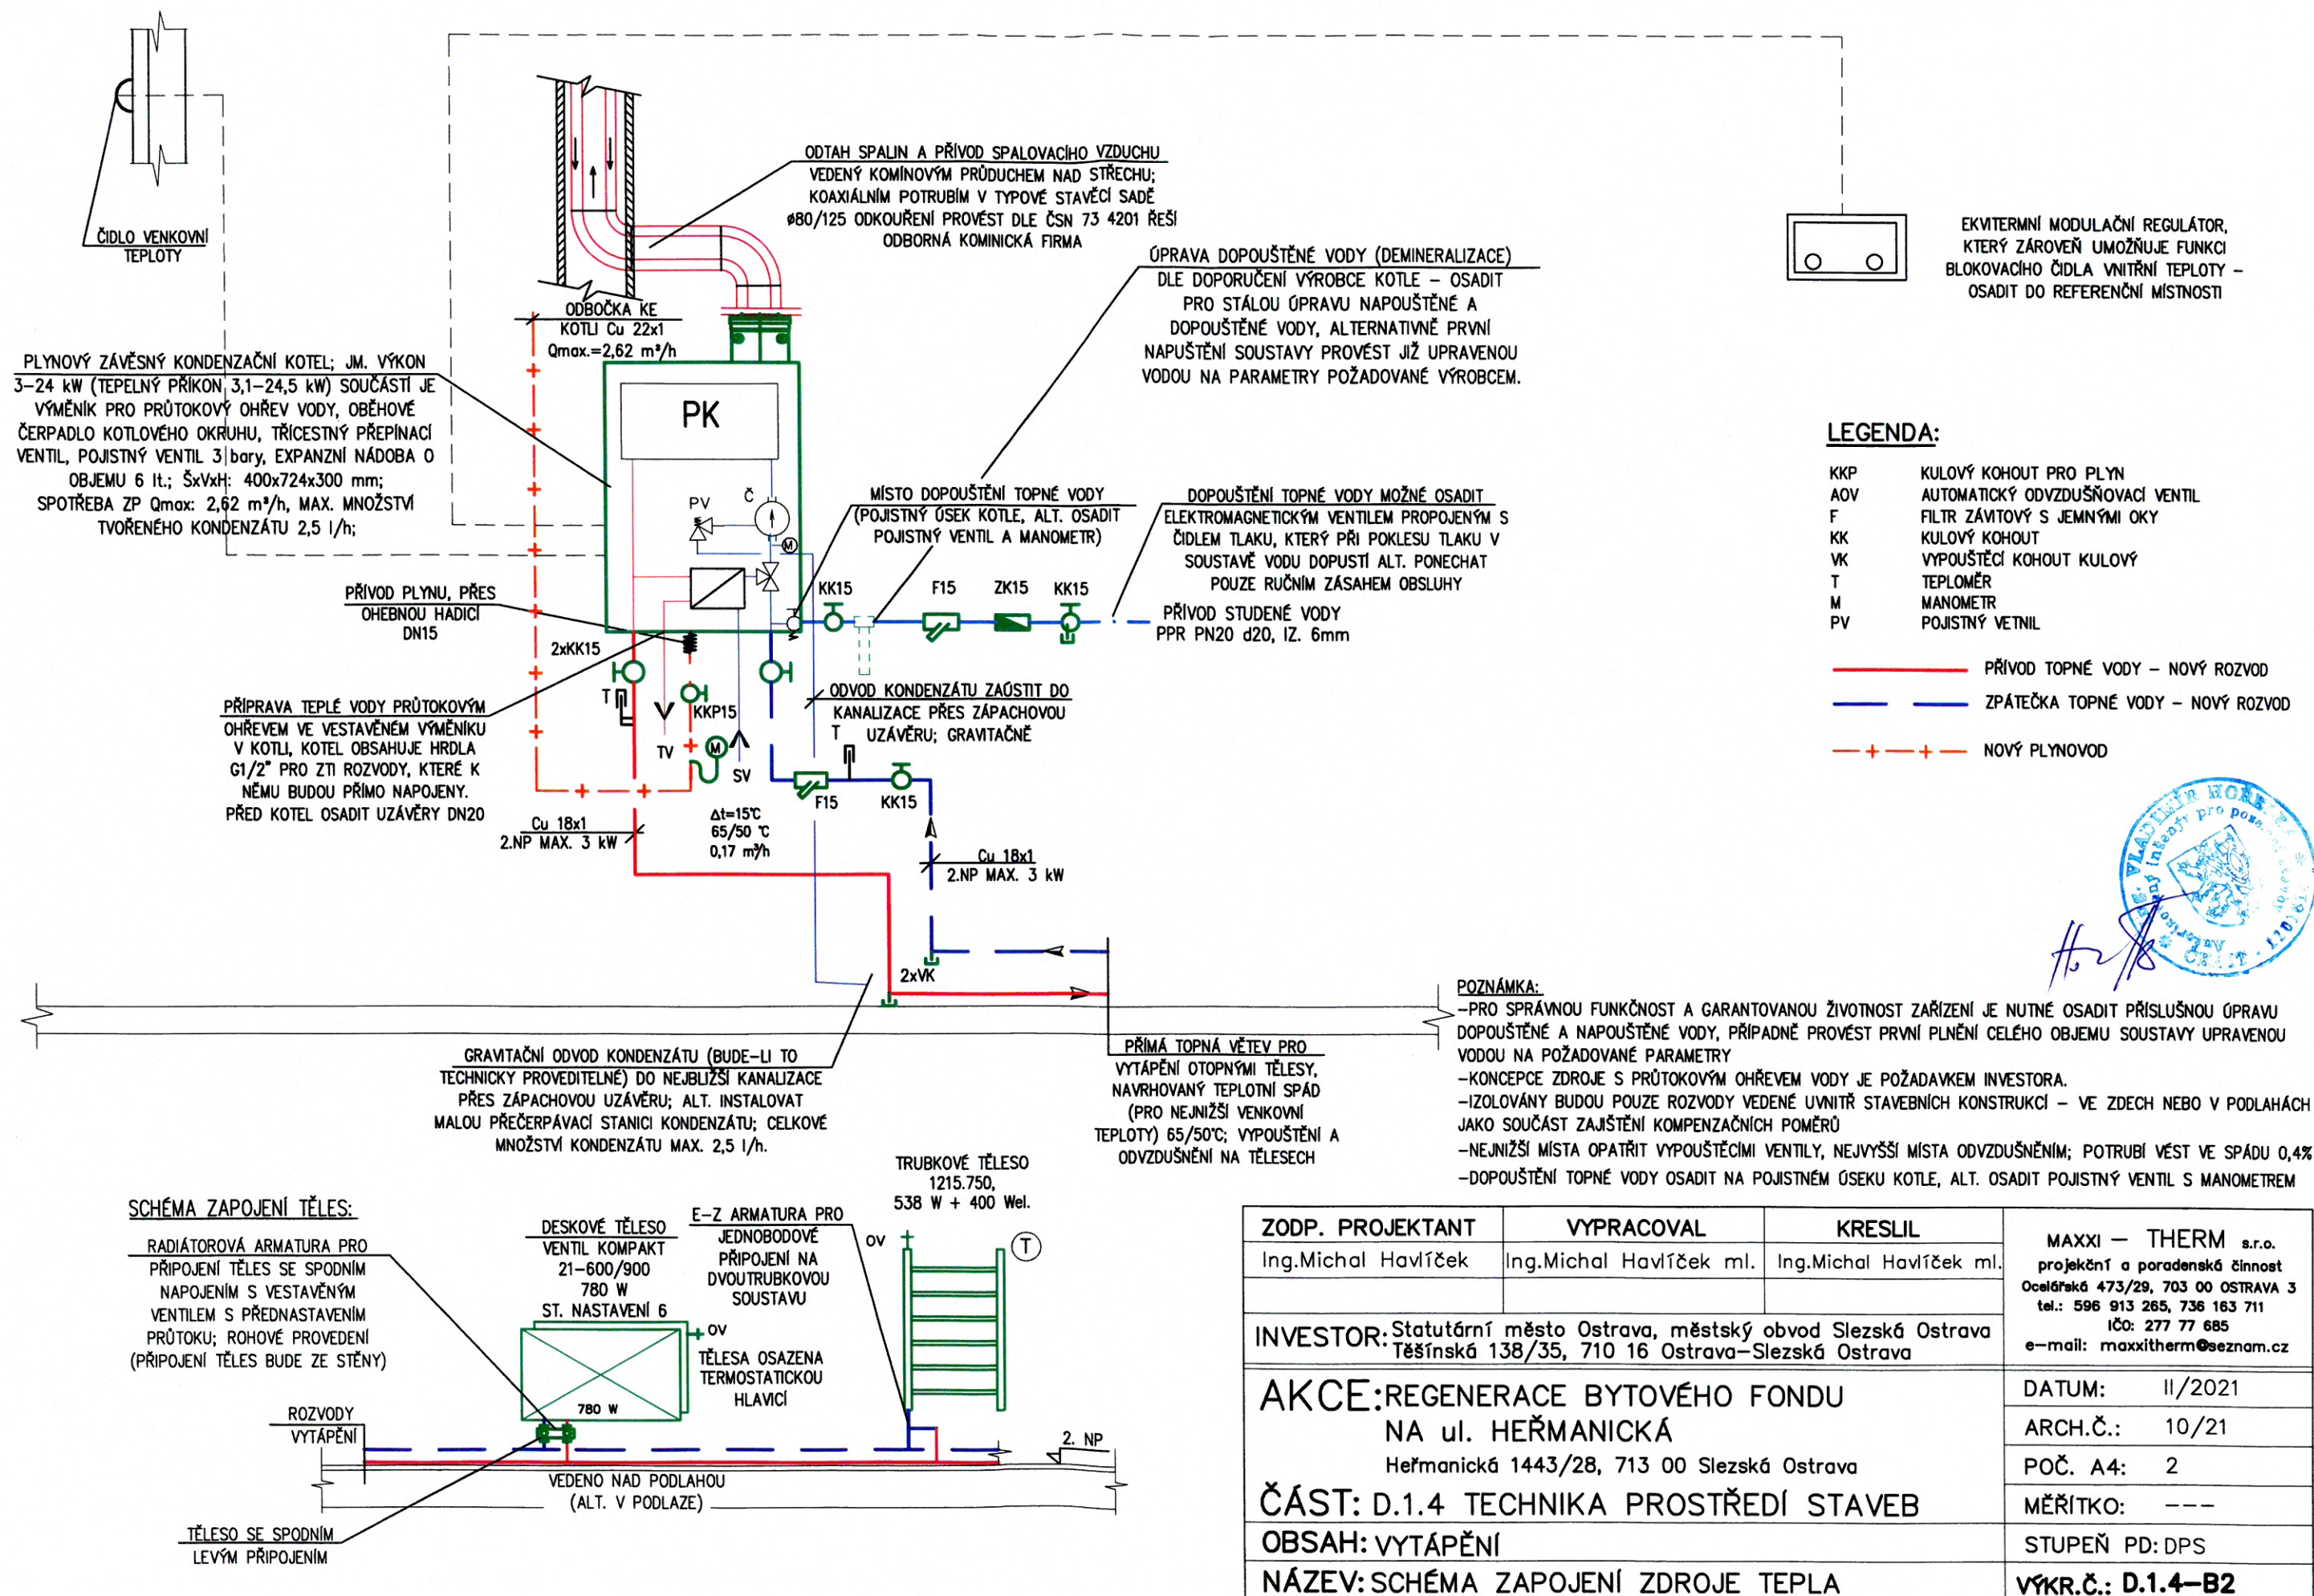 ČIDLO VENKOVNÍ
TEPLOTY
ODTAH SPALIN A PŘÍVOD SPALOVACÍHO VZDUCHU
VEDENÝ KOMÍNOVÝM PRŮDUCHEM NAD STŘECHU;
KOAXIÁLNÍM POTRUBÍM V TYPOVÉ STAVĚCÍ SADĚ
ø80/125 ODKOUŘENÍ PROVÉST DLE ČSN 73 4201 ŘEŠÍ
ODBORNÁ KOMINICKÁ FIRMA
ÚPRAVA DOPOUŠTĚNÉ VODY (DEMINERALIZACE)
DLE DOPORUČENÍ VÝROBCE KOTLE – OSADIT
PRO STÁLOU ÚPRAVU NAPOUŠTĚNÉ A
DOPOUŠTĚNÉ VODY, ALTERNATIVNĚ PRVNÍ
NAPUŠTĚNÍ SOUSTAVY PROVÉST JIŽ UPRAVENOU
VODOU NA PARAMETRY POŽADOVANÉ VÝROBCEM.
EKVITERMNÍ MODULAČNÍ REGULÁTOR,
KTERÝ ZÁROVEŇ UMOŽŇUJE FUNKCI
BLOKOVACÍHO ČIDLA VNITŘNÍ TEPLOTY –
OSADIT DO REFERENČNÍ MÍSTNOSTI
ODBOČKA KE
KOTLI Cu 22x1
Qmax.=2,62 m³/h
PLYNOVÝ ZÁVĚSNÝ KONDENZAČNÍ KOTEL; JM. VÝKON
3–24 kW (TEPELNÝ PŘÍKON 3,1–24,5 kW) SOUČÁSTÍ JE
VÝMĚNÍK PRO PRŮTOKOVÝ OHŘEV VODY, OBĚHOVÉ
ČERPADLO KOTLOVÉHO OKRUHU, TŘÍCESTNÝ PŘEPÍNACÍ
VENTIL, POJISTNÝ VENTIL 3 bary, EXPANZNÍ NÁDOBA O
OBJEMU 6 lt.; ŠxVxH: 400x724x300 mm;
SPOTŘEBA ZP Qmax: 2,62 m³/h, MAX. MNOŽSTVÍ
TVOŘENÉHO KONDENZÁTU 2,5 l/h;
PK
PV
Č
M
MÍSTO DOPOUŠTĚNÍ TOPNÉ VODY
(POJISTNÝ ÚSEK KOTLE, ALT. OSADIT
POJISTNÝ VENTIL A MANOMETR)
DOPOUŠTĚNÍ TOPNÉ VODY MOŽNÉ OSADIT
ELEKTROMAGNETICKÝM VENTILEM PROPOJENÝM S
ČIDLEM TLAKU, KTERÝ PŘI POKLESU TLAKU V
SOUSTAVĚ VODU DOPUSTÍ ALT. PONECHAT
POUZE RUČNÍM ZÁSAHEM OBSLUHY
KK15
F15
ZK15
KK15
PŘÍVOD STUDENÉ VODY
PPR PN20 d20, IZ. 6mm
LEGENDA:
KKP KULOVÝ KOHOUT PRO PLYN
AOV AUTOMATICKÝ ODVZDUŠŇOVACÍ VENTIL
F FILTR ZÁVITOVÝ S JEMNÝMI OKY
KK KULOVÝ KOHOUT
VK VYPOUŠTĚCÍ KOHOUT KULOVÝ
T TEPLOMĚR
M MANOMETR
PV POJISTNÝ VETNIL
PŘÍVOD TOPNÉ VODY – NOVÝ ROZVOD
ZPÁTEČKA TOPNÉ VODY – NOVÝ ROZVOD
NOVÝ PLYNOVOD
PŘÍVOD PLYNU, PŘES
OHEBNOU HADICI
DN15
2xKK15
T
KKP15
M
TV
SV
PŘÍPRAVA TEPLÉ VODY PRŮTOKOVÝM
OHŘEVEM VE VESTAVĚNÉM VÝMĚNÍKU
V KOTLI, KOTEL OBSAHUJE HRDLA
G1/2" PRO ZTI ROZVODY, KTERÉ K
NĚMU BUDOU PŘÍMO NAPOJENY.
PŘED KOTEL OSADIT UZÁVĚRY DN20
ODVOD KONDENZÁTU ZAÚSTIT DO
KANALIZACE PŘES ZÁPACHOVOU
UZÁVĚRU; GRAVITAČNĚ
T
F15
KK15
Cu 18x1
2.NP MAX. 3 kW
Δt=15°C
65/50 °C
0,17 m³/h
Cu 18x1
2.NP MAX. 3 kW
2xVK
GRAVITAČNÍ ODVOD KONDENZÁTU (BUDE–LI TO
TECHNICKY PROVEDITELNÉ) DO NEJBLIŽŠÍ KANALIZACE
PŘES ZÁPACHOVOU UZÁVĚRU; ALT. INSTALOVAT
MALOU PŘEČERPÁVACÍ STANICI KONDENZÁTU; CELKOVÉ
MNOŽSTVÍ KONDENZÁTU MAX. 2,5 l/h.
PŘÍMÁ TOPNÁ VĚTEV PRO
VYTÁPĚNÍ OTOPNÝMI TĚLESY,
NAVRHOVANÝ TEPLOTNÍ SPÁD
(PRO NEJNIŽŠÍ VENKOVNÍ
TEPLOTY) 65/50°C; VYPOUŠTĚNÍ A
ODVZDUŠNĚNÍ NA TĚLESECH
POZNÁMKA:
–PRO SPRÁVNOU FUNKČNOST A GARANTOVANOU ŽIVOTNOST ZAŘÍZENÍ JE NUTNÉ OSADIT PŘÍSLUŠNOU ÚPRAVU
DOPOUŠTĚNÉ A NAPOUŠTĚNÉ VODY, PŘÍPADNĚ PROVÉST PRVNÍ PLNĚNÍ CELÉHO OBJEMU SOUSTAVY UPRAVENOU
VODOU NA POŽADOVANÉ PARAMETRY
–KONCEPCE ZDROJE S PRŮTOKOVÝM OHŘEVEM VODY JE POŽADAVKEM INVESTORA.
–IZOLOVÁNY BUDOU POUZE ROZVODY VEDENÉ UVNITŘ STAVEBNÍCH KONSTRUKCÍ – VE ZDECH NEBO V PODLAHÁCH
JAKO SOUČÁST ZAJIŠTĚNÍ KOMPENZAČNÍCH POMĚRŮ
–NEJNIŽŠÍ MÍSTA OPATŘIT VYPOUŠTĚCÍMI VENTILY, NEJVYŠŠÍ MÍSTA ODVZDUŠNĚNÍM; POTRUBÍ VÉST VE SPÁDU 0,4%
–DOPOUŠTĚNÍ TOPNÉ VODY OSADIT NA POJISTNÉM ÚSEKU KOTLE, ALT. OSADIT POJISTNÝ VENTIL S MANOMETREM
SCHÉMA ZAPOJENÍ TĚLES:
RADIÁTOROVÁ ARMATURA PRO
PŘIPOJENÍ TĚLES SE SPODNÍM
NAPOJENÍM S VESTAVĚNÝM
VENTILEM S PŘEDNASTAVENÍM
PRŮTOKU; ROHOVÉ PROVEDENÍ
(PŘIPOJENÍ TĚLES BUDE ZE STĚNY)
DESKOVÉ TĚLESO
VENTIL KOMPAKT
21–600/900
780 W
ST. NASTAVENÍ 6
OV
780 W
TĚLESA OSAZENA
TERMOSTATICKOU
HLAVICÍ
E–Z ARMATURA PRO
JEDNOBODOVÉ
PŘIPOJENÍ NA
DVOUTRUBKOVOU
SOUSTAVU
TRUBKOVÉ TĚLESO
1215.750,
538 W + 400 Wel.
OV
T
ROZVODY
VYTÁPĚNÍ
2. NP
VEDENO NAD PODLAHOU
(ALT. V PODLAZE)
TĚLESO SE SPODNÍM
LEVÝM PŘIPOJENÍM
ZODP. PROJEKTANT VYPRACOVAL KRESLIL
Ing.Michal Havlíček Ing.Michal Havlíček ml. Ing.Michal Havlíček ml.
MAXXI – THERM s.r.o.
projekční a poradenská činnost
Ocelářská 473/29, 703 00 OSTRAVA 3
tel.: 596 913 265, 736 163 711
IČO: 277 77 685
e–mail: maxxitherm@seznam.cz
INVESTOR: Statutární město Ostrava, městský obvod Slezská Ostrava
Těšínská 138/35, 710 16 Ostrava–Slezská Ostrava
AKCE: REGENERACE BYTOVÉHO FONDU
NA ul. HEŘMANICKÁ
Heřmanická 1443/28, 713 00 Slezská Ostrava
ČÁST: D.1.4 TECHNIKA PROSTŘEDÍ STAVEB
OBSAH: VYTÁPĚNÍ
NÁZEV: SCHÉMA ZAPOJENÍ ZDROJE TEPLA
DATUM: II/2021
ARCH.Č.: 10/21
POČ. A4: 2
MĚŘÍTKO: –––
STUPEŇ PD: DPS
VÝKR.Č.: D.1.4–B2